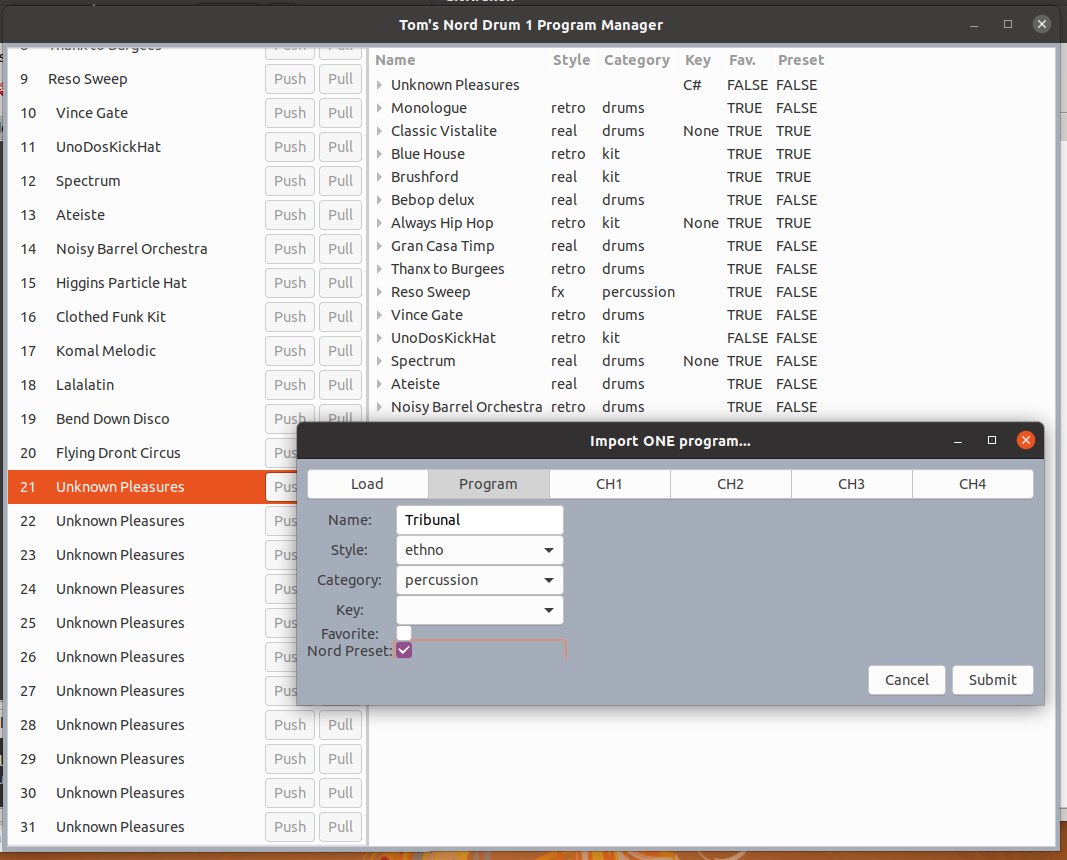 Tom's Nord Drum 1 Program Manager
Name Style Category Key Fav. Preset
9 Reso Sweep Push Pull
10 Vince Gate Push Pull
11 UnoDosKickHat Push Pull
12 Spectrum Push Pull
13 Ateiste Push Pull
14 Noisy Barrel Orchestra Push Pull
15 Higgins Particle Hat Push Pull
16 Clothed Funk Kit Push Pull
17 Komal Melodic Push Pull
18 Lalalatin Push Pull
19 Bend Down Disco Push Pull
20 Flying Dront Circus Pus
21 Unknown Pleasures Pus
22 Unknown Pleasures Pus
23 Unknown Pleasures Pus
24 Unknown Pleasures Pus
25 Unknown Pleasures Pus
26 Unknown Pleasures Pus
27 Unknown Pleasures Pus
28 Unknown Pleasures Push Pull
29 Unknown Pleasures Push Pull
30 Unknown Pleasures Push Pull
31 Unknown Pleasures Push Pull
Unknown Pleasures C# FALSE FALSE
Monologue retro drums TRUE FALSE
Classic Vistalite real drums None TRUE TRUE
Blue House retro kit TRUE TRUE
Brushford real kit TRUE TRUE
Bebop delux real drums TRUE FALSE
Always Hip Hop retro kit None TRUE TRUE
Gran Casa Timp real drums TRUE FALSE
Thanx to Burgees retro drums TRUE FALSE
Reso Sweep fx percussion TRUE FALSE
Vince Gate retro drums TRUE FALSE
UnoDosKickHat retro kit FALSE FALSE
Spectrum real drums None TRUE FALSE
Ateiste real drums TRUE FALSE
Noisy Barrel Orchestra retro drums TRUE FALSE
Import ONE program...
Load Program CH1 CH2 CH3 CH4
Name: Tribunal
Style: ethno
Category: percussion
Key:
Favorite:
Nord Preset:
Cancel Submit